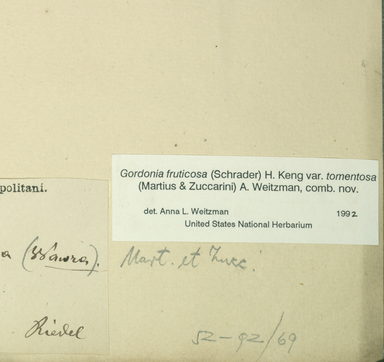 Gordonia fruticosa (Schrader) H. Keng var. tomentosa
(Martius & Zuccarini) A. Weitzman, comb. nov.
det. Anna L. Weitzman 1992
United States National Herbarium
politani.
a (Wawra).
Mart. et Zucc.
Riedel
52-92/69